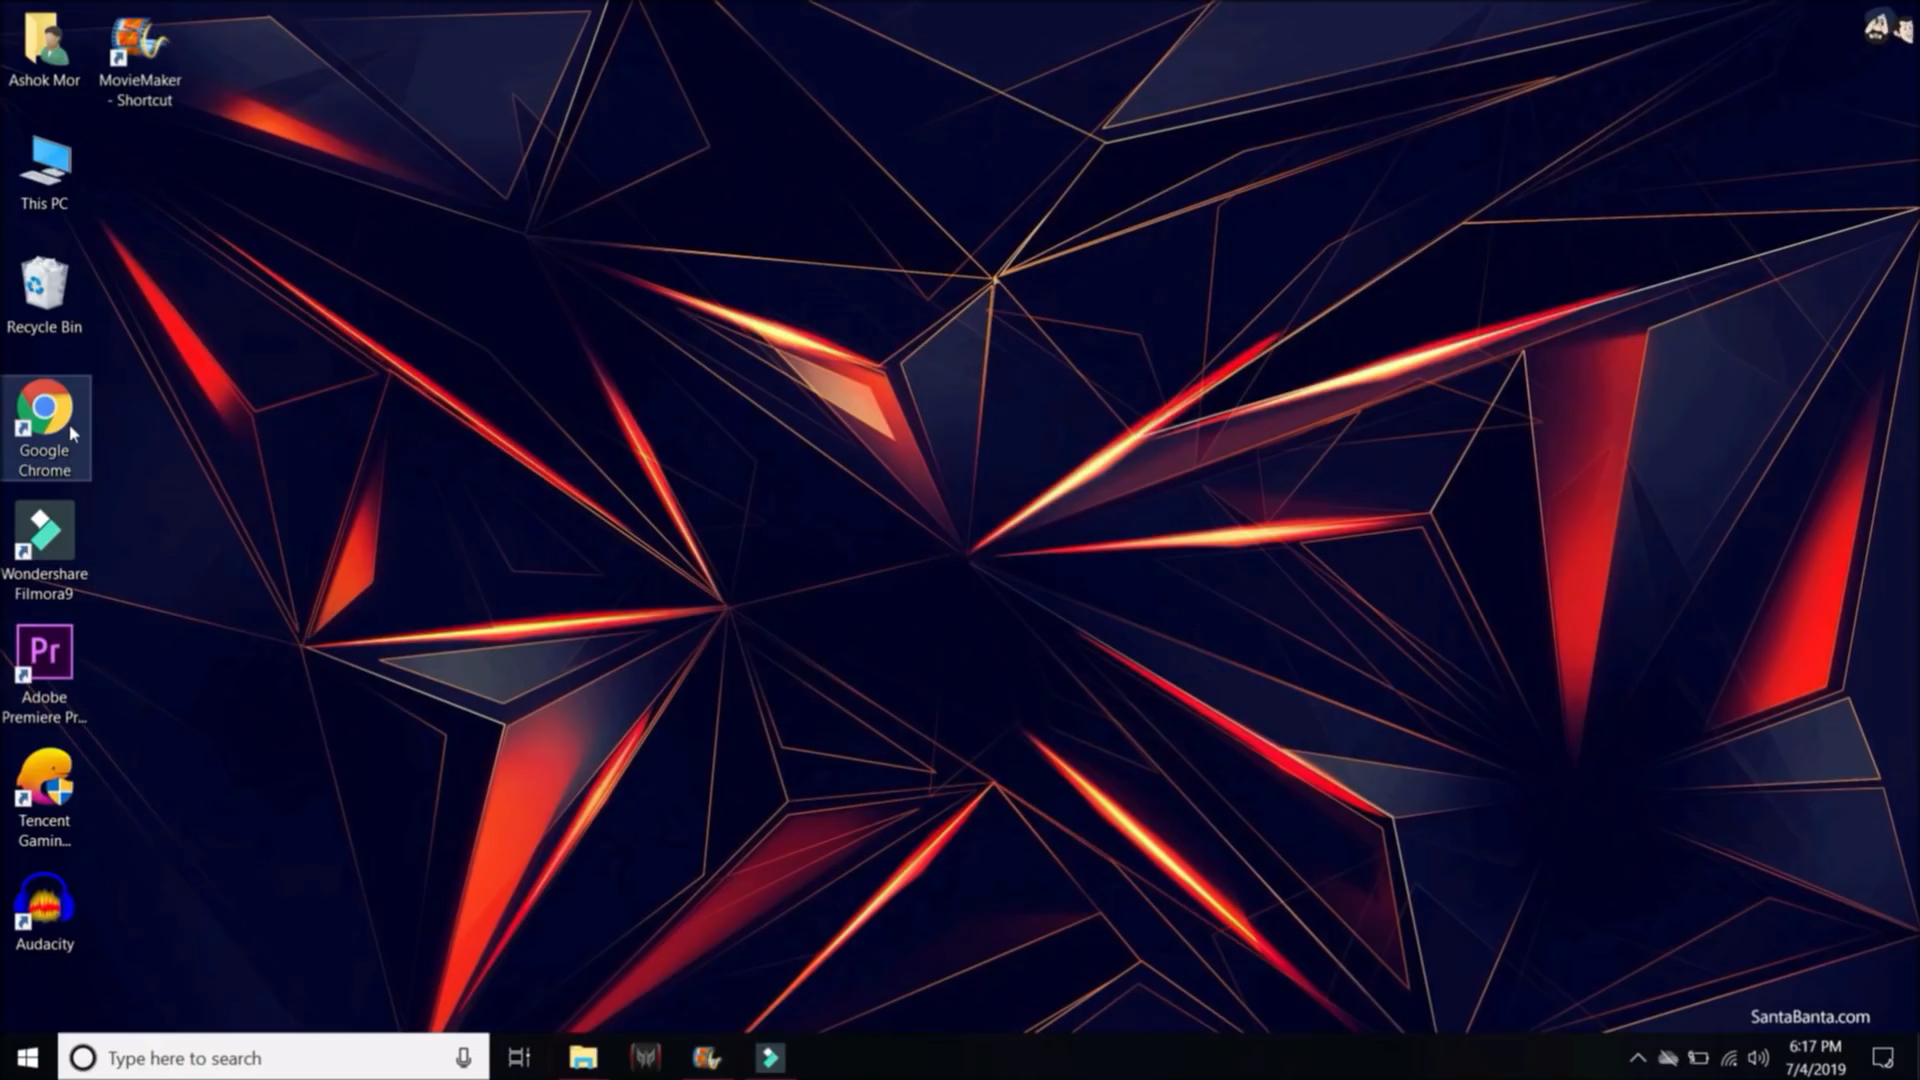 Ashok Mor
MovieMaker
- Shortcut
This PC
Recycle Bin
Google
Chrome
Wondershare
Filmora9
Pr
Adobe
Premiere Pr...
Tencent
Gamin...
Audacity
SantaBanta.com
Type here to search
6:17 PM
7/4/2019